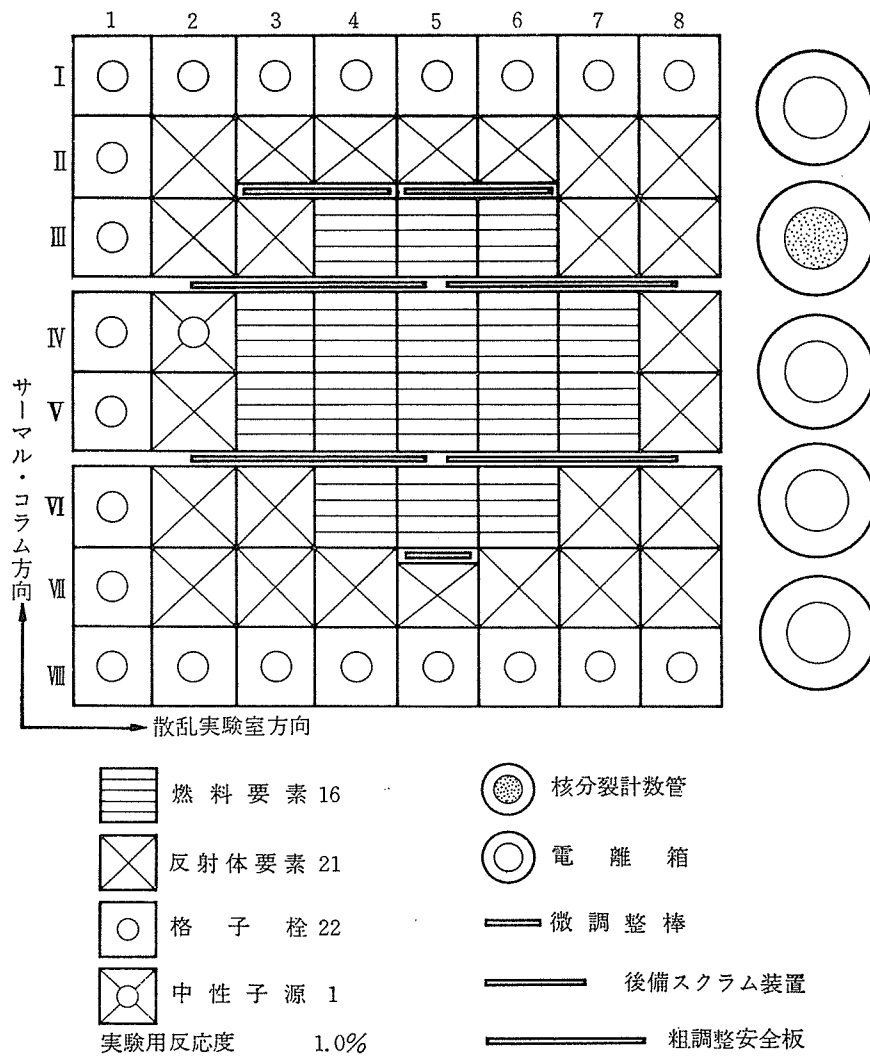 1 2 3 4 5 6 7 8
I
II
III
IV
V
VI
VII
VIII
サーマル・コラム方向
散乱実験室方向
燃料要素 16
反射体要素 21
格子栓 22
中性子源 1
実験用反応度 1.0%
核分裂計数管
電離箱
微調整棒
後備スクラム装置
粗調整安全板